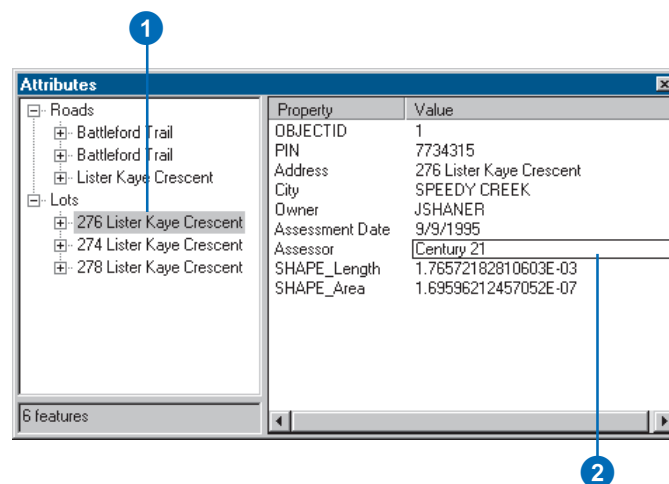 1
Attributes
Roads
Battleford Trail
Battleford Trail
Lister Kaye Crescent
Lots
276 Lister Kaye Crescent
274 Lister Kaye Crescent
278 Lister Kaye Crescent
6 features
Property Value
OBJECTID 1
PIN 7734315
Address 276 Lister Kaye Crescent
City SPEEDY CREEK
Owner JSHANER
Assessment Date 9/9/1995
Assessor Century 21
SHAPE_Length 1.76572182810603E-03
SHAPE_Area 1.69596212457052E-07
2